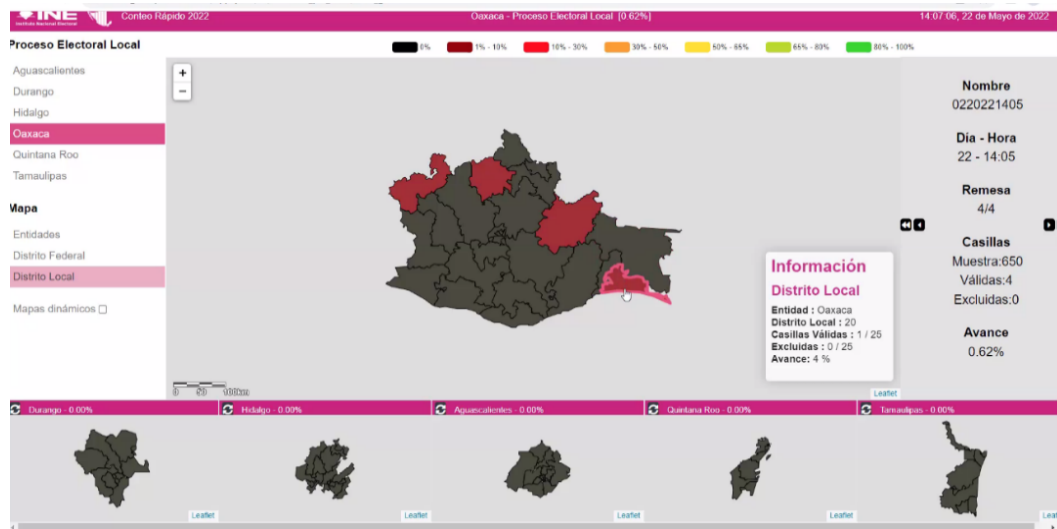 INE
Instituto Nacional Electoral
Conteo Rápido 2022
Oaxaca - Proceso Electoral Local [0.62%]
14:07:06, 22 de Mayo de 2022
Proceso Electoral Local
0%
1% - 10%
10% - 30%
30% - 50%
50% - 65%
65% - 80%
80% - 100%
Aguascalientes
Durango
Hidalgo
Oaxaca
Quintana Roo
Tamaulipas
Mapa
Entidades
Distrito Federal
Distrito Local
Mapas dinámicos
+
−
0 50 100km
Información
Distrito Local
Entidad : Oaxaca
Distrito Local : 20
Casillas Válidas : 1 / 25
Excluidas : 0 / 25
Avance: 4 %
Leaflet
Nombre
0220221405
Día - Hora
22 - 14:05
Remesa
4/4
Casillas
Muestra:650
Válidas:4
Excluidas:0
Avance
0.62%
Durango - 0.00%
Hidalgo - 0.00%
Aguascalientes - 0.00%
Quintana Roo - 0.00%
Tamaulipas - 0.00%
Leaflet
Leaflet
Leaflet
Leaflet
Leaf